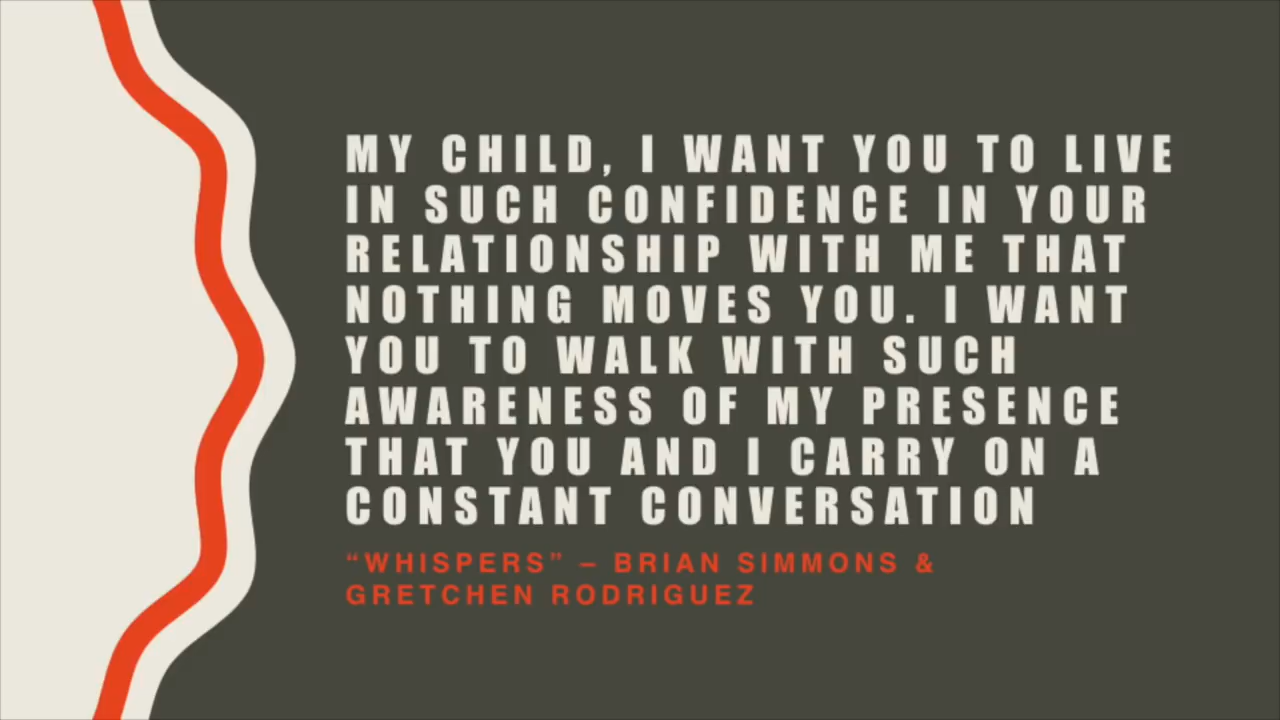 MY CHILD, I WANT YOU TO LIVE
IN SUCH CONFIDENCE IN YOUR
RELATIONSHIP WITH ME THAT
NOTHING MOVES YOU. I WANT
YOU TO WALK WITH SUCH
AWARENESS OF MY PRESENCE
THAT YOU AND I CARRY ON A
CONSTANT CONVERSATION
“WHISPERS” – BRIAN SIMMONS &
GRETCHEN RODRIGUEZ